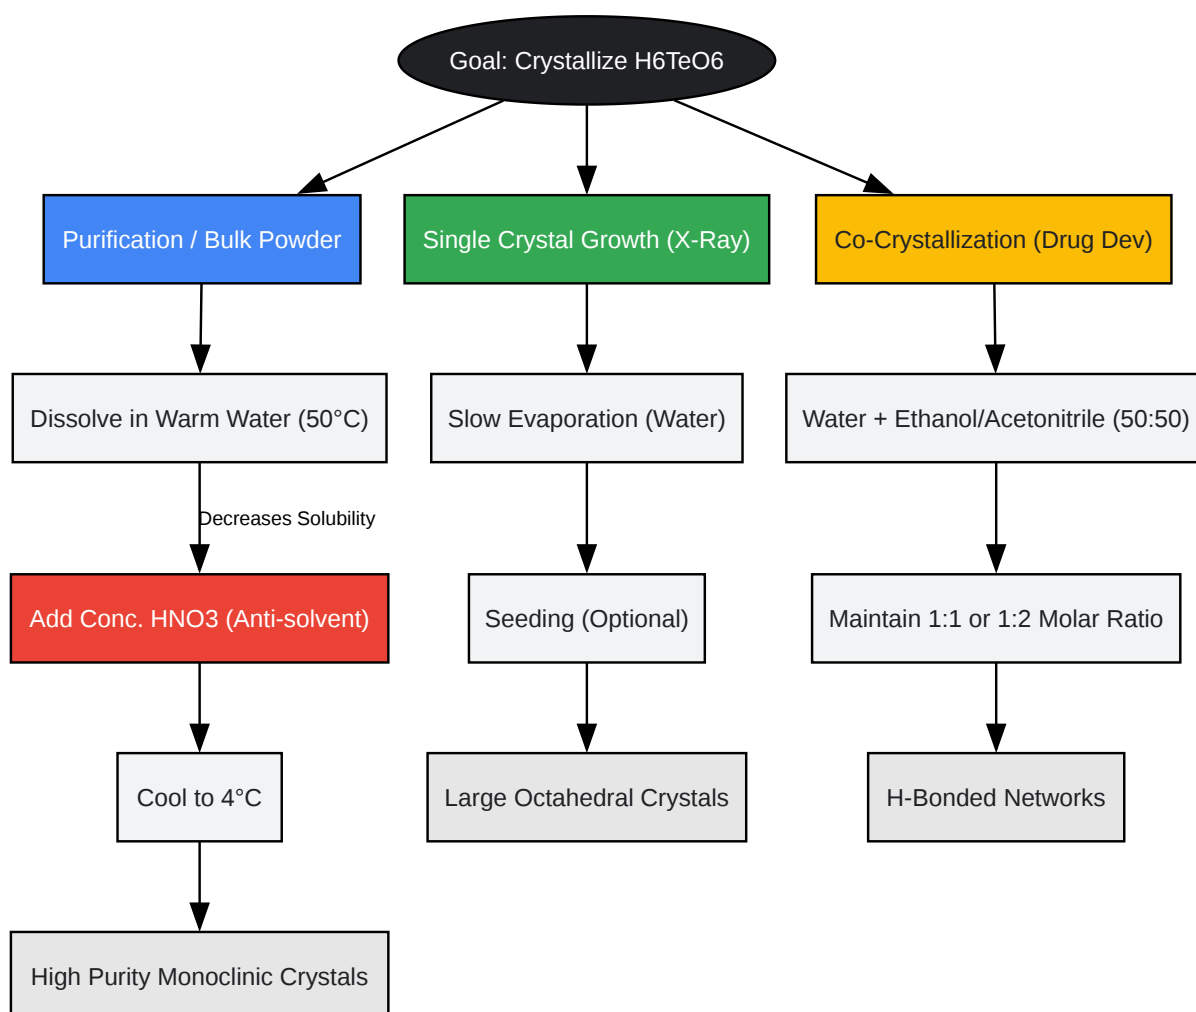 Goal: Crystallize H6TeO6
Purification / Bulk Powder
Single Crystal Growth (X-Ray)
Co-Crystallization (Drug Dev)
Dissolve in Warm Water (50°C)
Slow Evaporation (Water)
Water + Ethanol/Acetonitrile (50:50)
Decreases Solubility
Add Conc. HNO3 (Anti-solvent)
Seeding (Optional)
Maintain 1:1 or 1:2 Molar Ratio
Cool to 4°C
Large Octahedral Crystals
H-Bonded Networks
High Purity Monoclinic Crystals